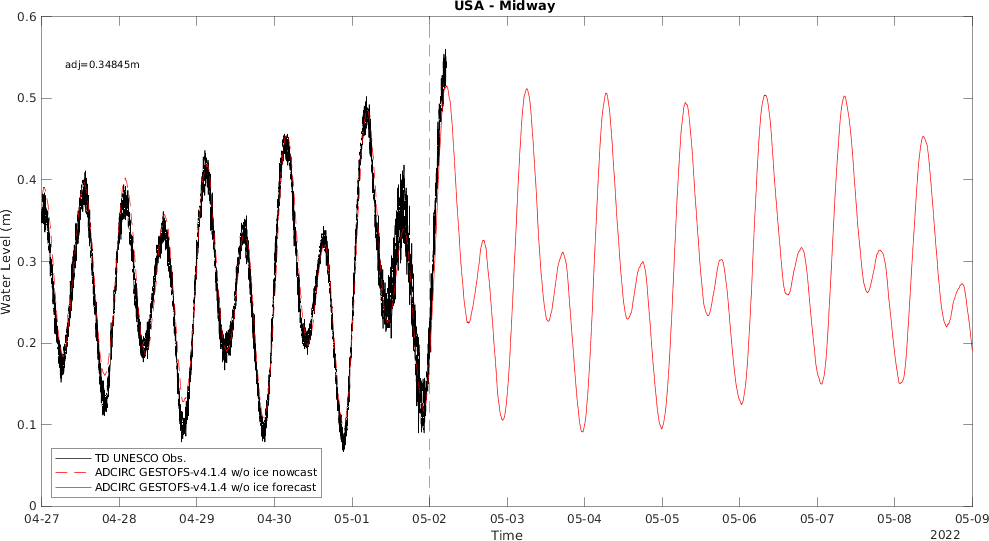 USA - Midway
adj=0.34845m
0.6
0.5
0.4
0.3
0.2
0.1
0
Water Level (m)
TD UNESCO Obs.
ADCIRC GESTOFS-v4.1.4 w/o ice nowcast
ADCIRC GESTOFS-v4.1.4 w/o ice forecast
04-27 04-28 04-29 04-30 05-01 05-02 05-03 05-04 05-05 05-06 05-07 05-08 05-09
Time
2022